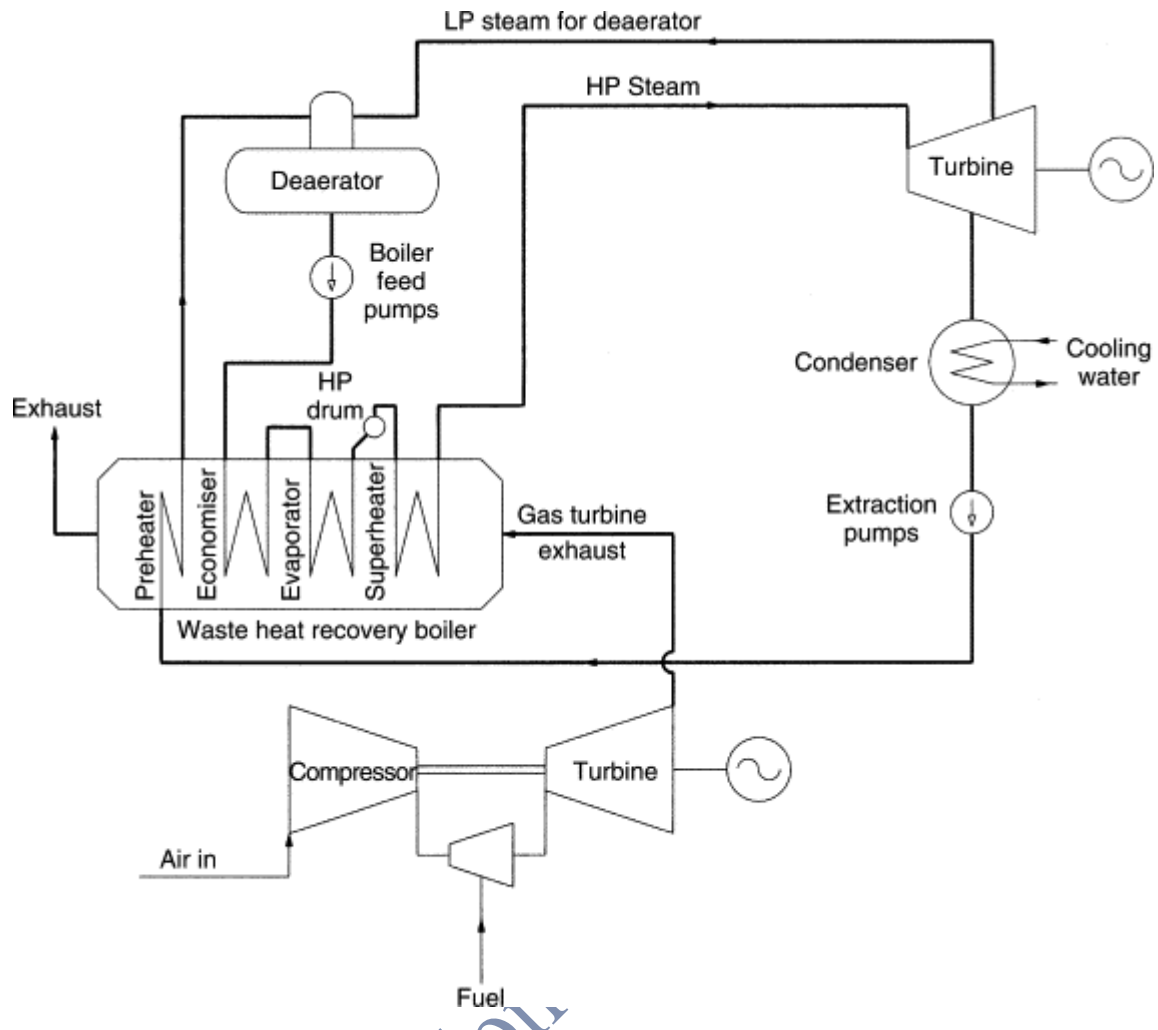 LP steam for deaerator
HP Steam
Deaerator
Turbine
Boiler
feed
pumps
HP
drum
Condenser
Cooling
water
Exhaust
Preheater
Economiser
Evaporator
Superheater
Gas turbine
exhaust
Extraction
pumps
Waste heat recovery boiler
Compressor
Turbine
Air in
Fuel